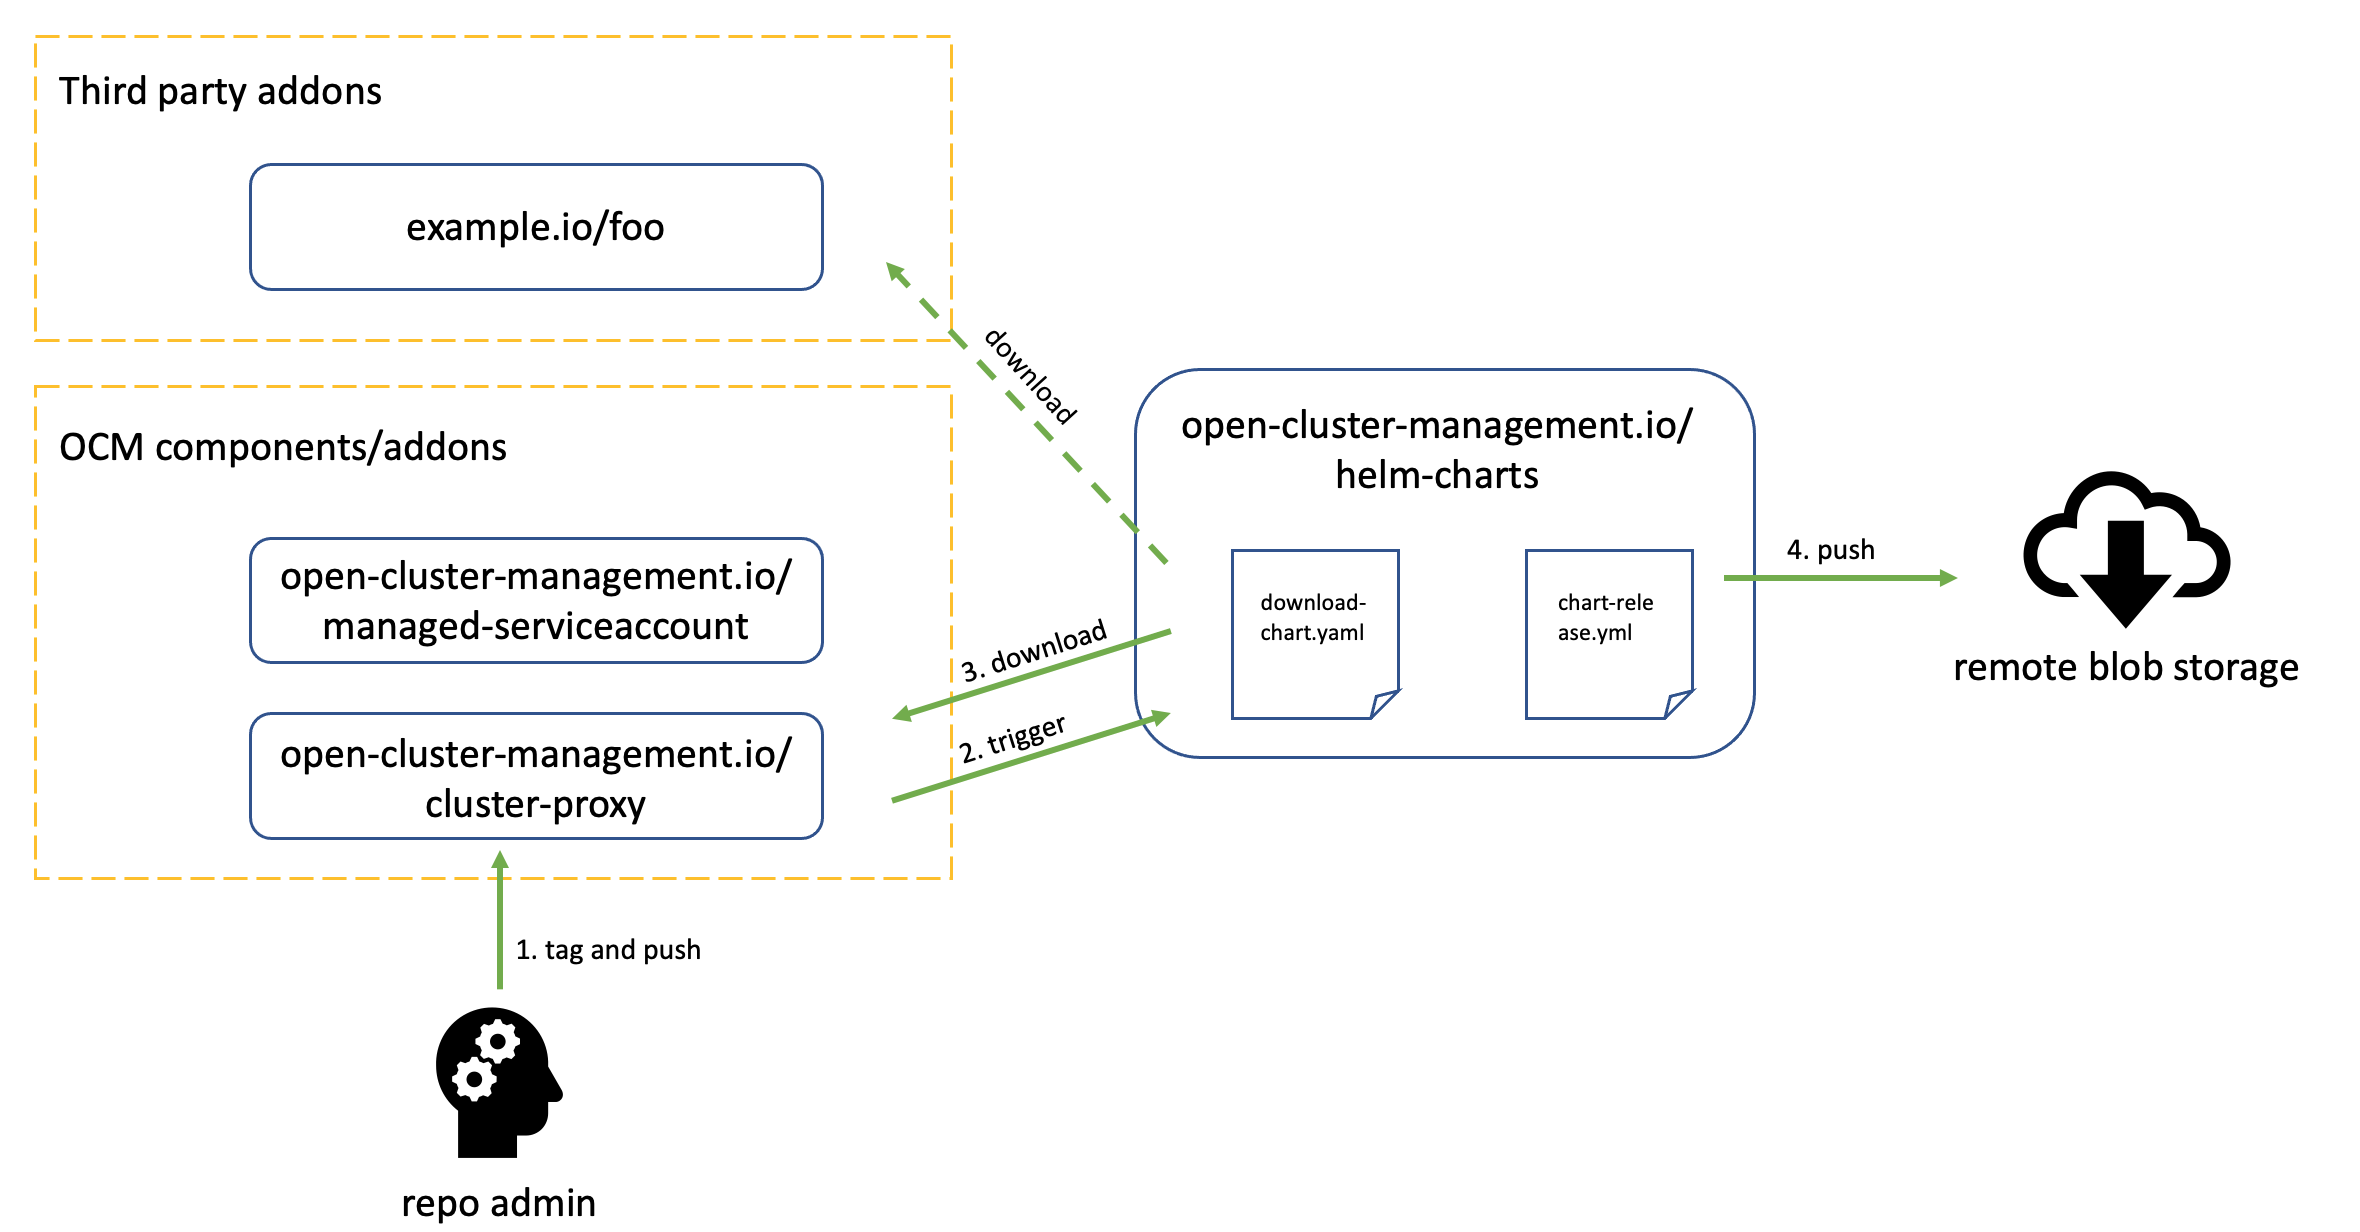 Third party addons
example.io/foo
download
OCM components/addons
open-cluster-management.io/
managed-serviceaccount
open-cluster-management.io/
cluster-proxy
3. download
2. trigger
open-cluster-management.io/
helm-charts
download-
chart.yaml
chart-rele
ase.yml
4. push
remote blob storage
1. tag and push
repo admin